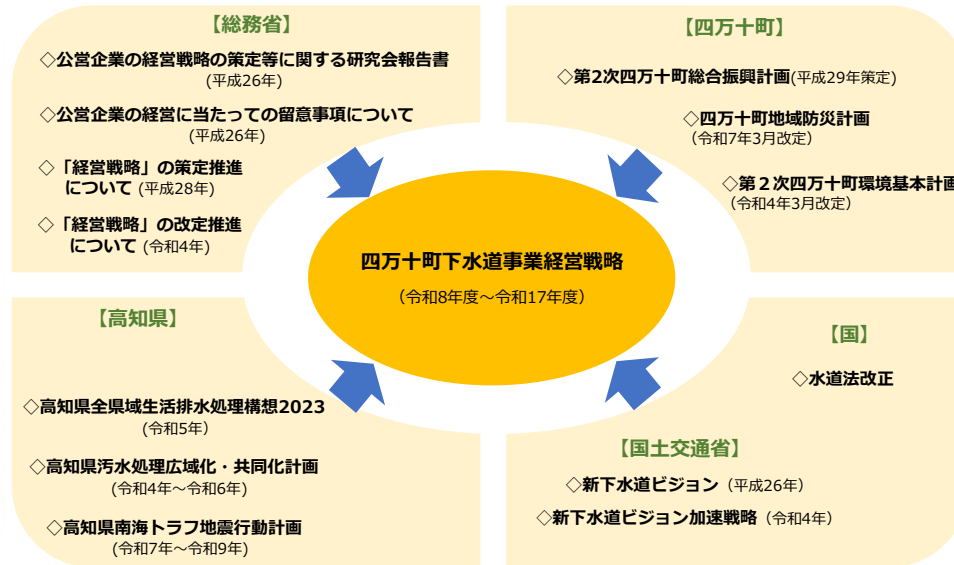 【総務省】
◇公営企業の経営戦略の策定等に関する研究会報告書
(平成26年)
◇公営企業の経営に当たっての留意事項について
(平成26年)
◇「経営戦略」の策定推進
について (平成28年)
◇「経営戦略」の改定推進
について (令和4年)
【四万十町】
◇第2次四万十町総合振興計画(平成29年策定)
◇四万十町地域防災計画
（令和7年3月改定）
◇第２次四万十町環境基本計画
（令和4年3月改定）
四万十町下水道事業経営戦略
（令和8年度～令和17年度）
【高知県】
◇高知県全県域生活排水処理構想2023
(令和5年）
◇高知県汚水処理広域化・共同化計画
(令和4年～令和6年)
◇高知県南海トラフ地震行動計画
(令和7年～令和9年)
【国】
◇水道法改正
【国土交通省】
◇新下水道ビジョン（平成26年）
◇新下水道ビジョン加速戦略（令和4年）